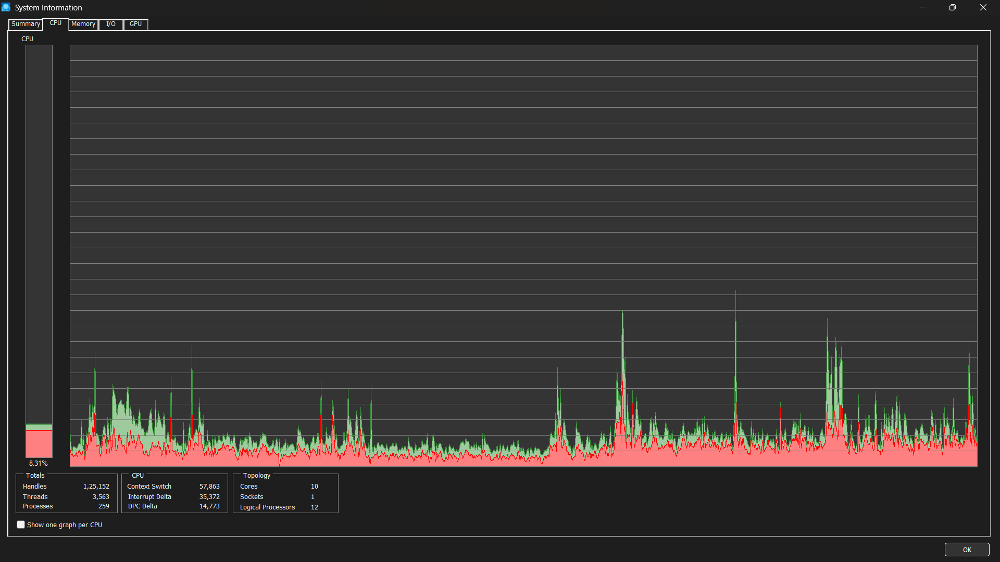 System Information
Summary CPU Memory I/O GPU
CPU
8.31%
Totals
Handles 1,25,152
Threads 3,563
Processes 259
CPU
Context Switch 57,863
Interrupt Delta 35,372
DPC Delta 14,773
Topology
Cores 10
Sockets 1
Logical Processors 12
Show one graph per CPU
OK